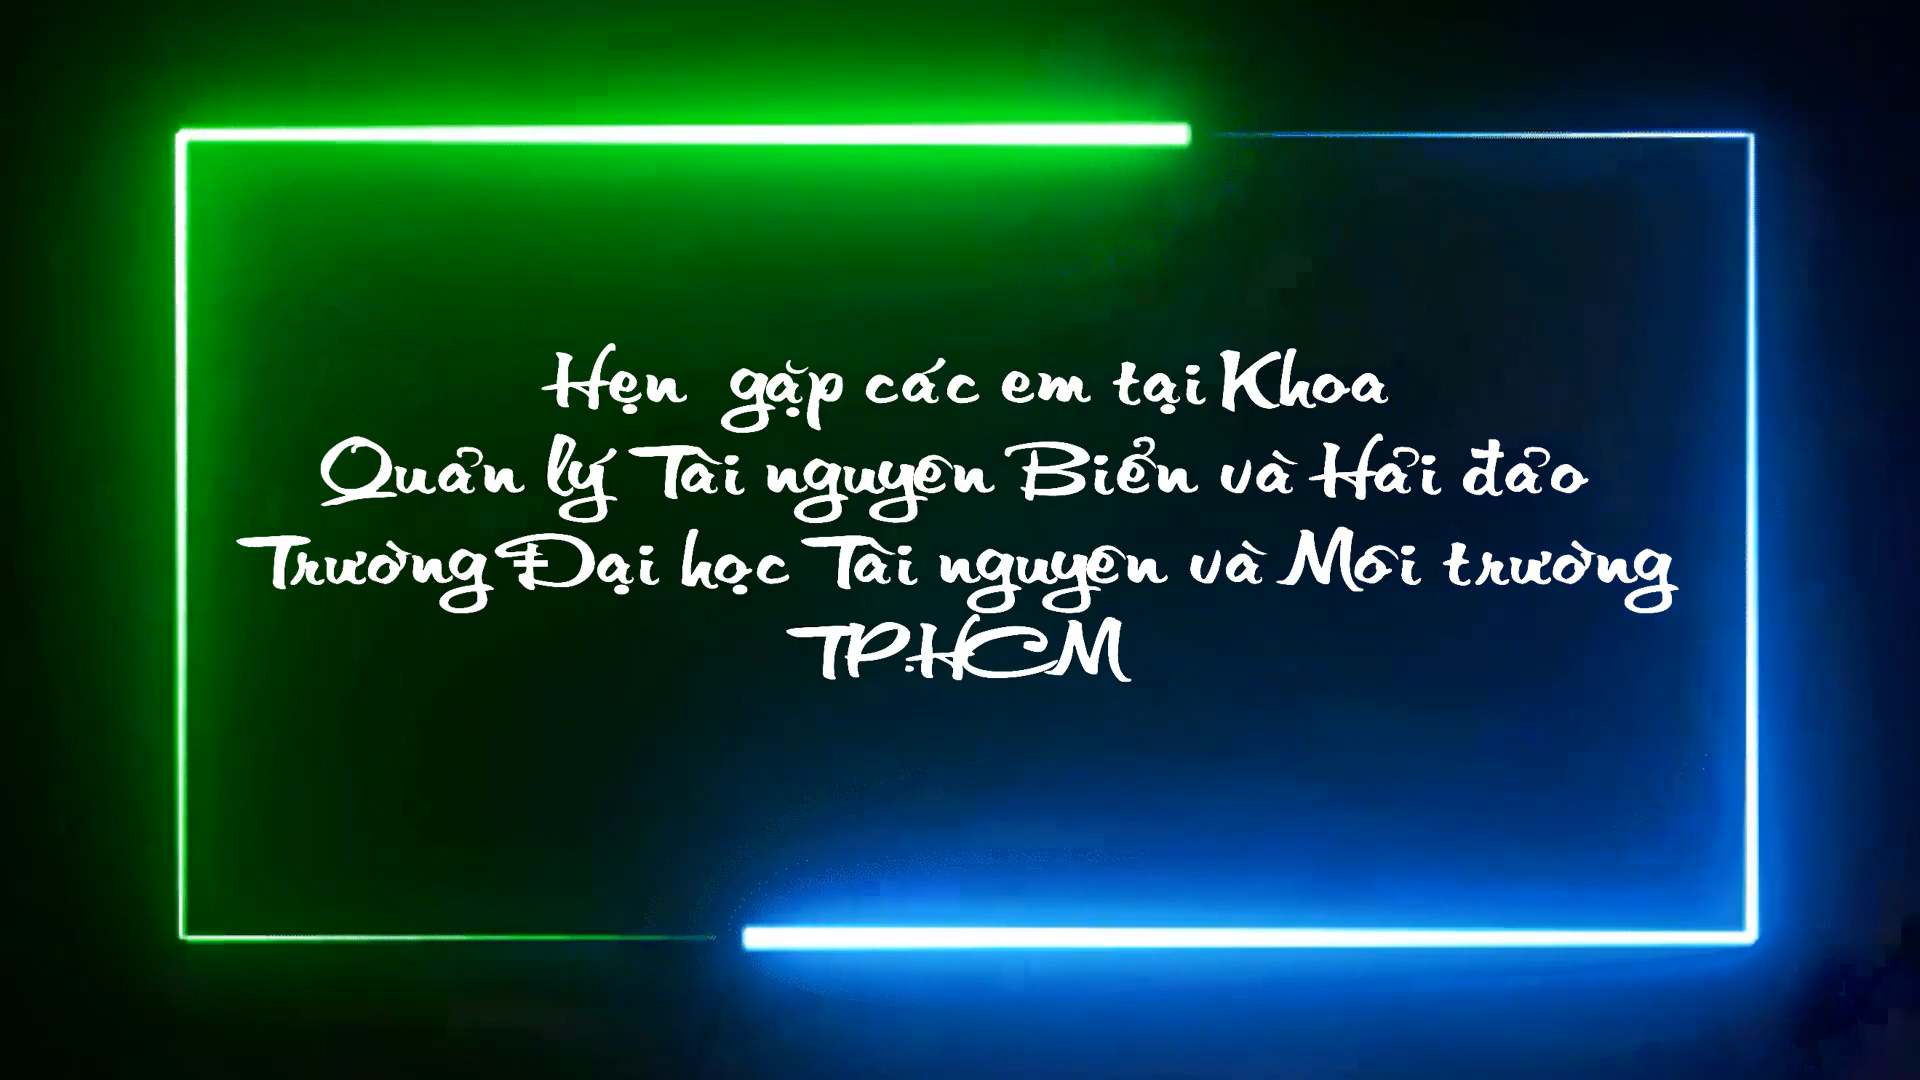 Hẹn gặp các em tại Khoa
Quản lý Tài nguyên Biển và Hải đảo
Trường Đại học Tài nguyên và Môi trường
TP.HCM